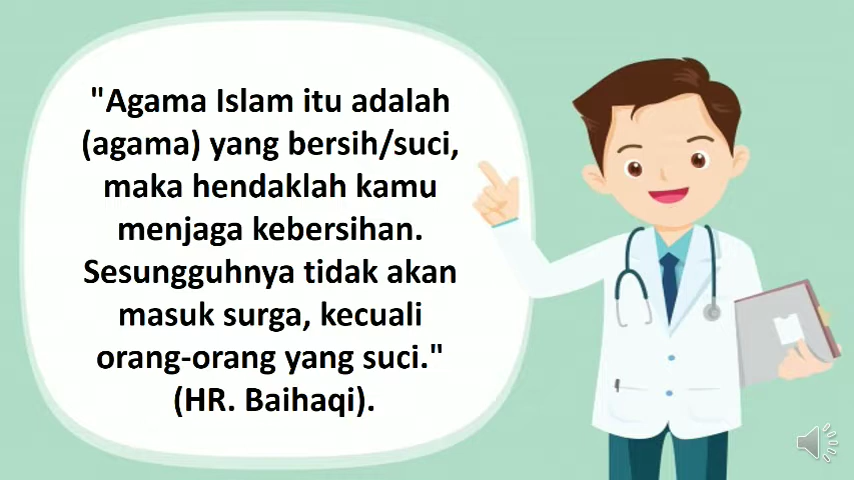 "Agama Islam itu adalah
(agama) yang bersih/suci,
maka hendaklah kamu
menjaga kebersihan.
Sesungguhnya tidak akan
masuk surga, kecuali
orang-orang yang suci."
(HR. Baihaqi).